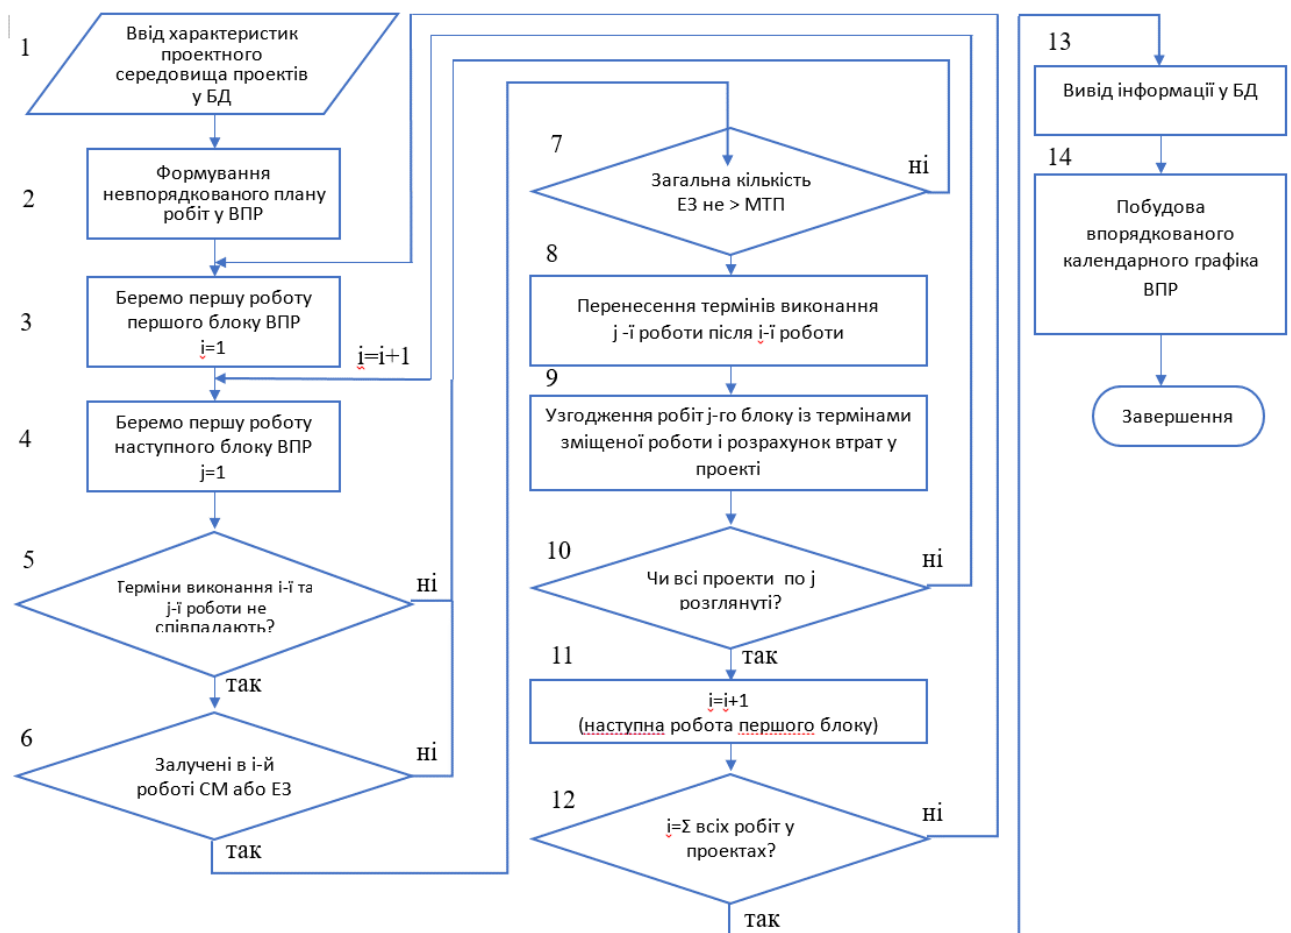 1
Ввід характеристик
проектного
середовища проектів
у БД
2
Формування
невпорядкованого плану
робіт у ВПР
3
Беремо першу роботу
першого блоку ВПР
i=1
i=i+1
4
Беремо першу роботу
наступного блоку ВПР
j=1
5
Терміни виконання i-ї та
j-ї роботи не
співпадають?
ні
так
6
Залучені в i-й
роботі СМ або ЕЗ
ні
так
7
Загальна кількість
ЕЗ не > МТП
ні
8
Перенесення термінів виконання
j -ї роботи після i-ї роботи
9
Узгодження робіт j-го блоку із термінами
зміщеної роботи і розрахунок втрат у
проекті
10
Чи всі проекти по j
розглянуті?
ні
так
11
i=i+1
(наступна робота першого блоку)
12
i=Σ всіх робіт у
проектах?
ні
так
13
Вивід інформації у БД
14
Побудова
впорядкованого
календарного графіка
ВПР
Завершення